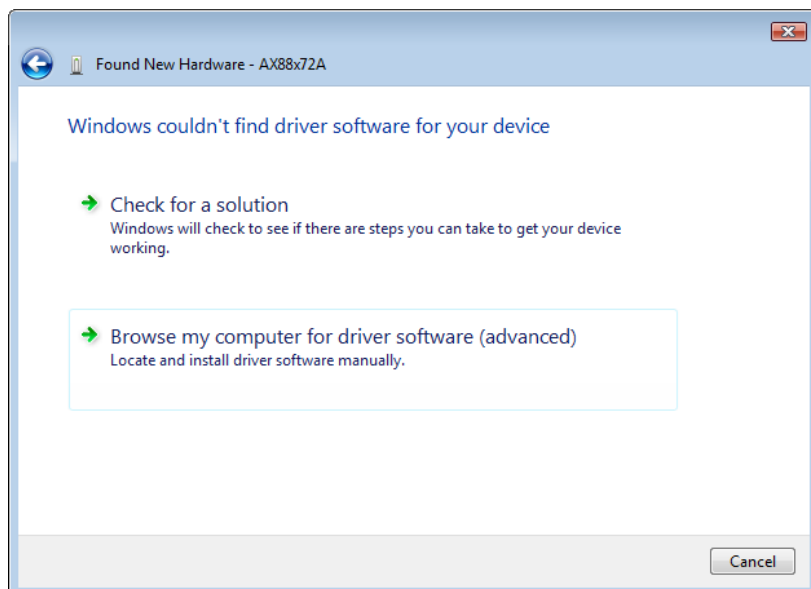 Found New Hardware - AX88x72A
Windows couldn't find driver software for your device
Check for a solution
Windows will check to see if there are steps you can take to get your device
working.
Browse my computer for driver software (advanced)
Locate and install driver software manually.
Cancel